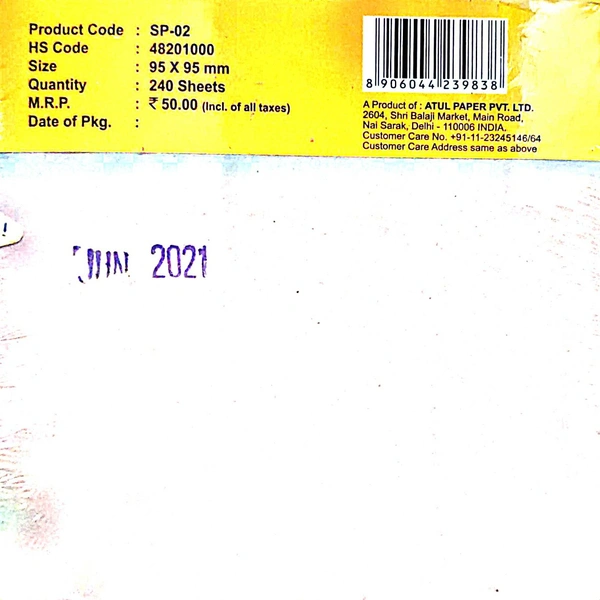 Product Code : SP-02
HS Code : 48201000
Size : 95 X 95 mm
Quantity : 240 Sheets
M.R.P. : ₹ 50.00 (Incl. of all taxes)
Date of Pkg. :
8 906044 239838
A Product of : ATUL PAPER PVT. LTD.
2604, Shri Balaji Market, Main Road,
Nai Sarak, Delhi - 110006 INDIA.
Customer Care No. +91-11-23245146/64
Customer Care Address same as above
!
JUN 2021